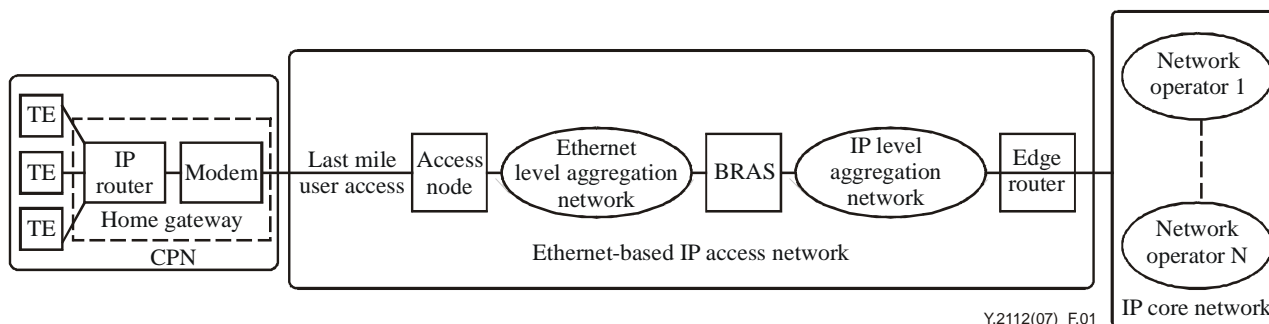 TE
TE
TE
IP
router
Modem
Home gateway
CPN
Last mile
user access
Access
node
Ethernet
level aggregation
network
BRAS
IP level
aggregation
network
Edge
router
Ethernet-based IP access network
Network
operator 1
Network
operator N
IP core network
Y.2112(07)_F.01